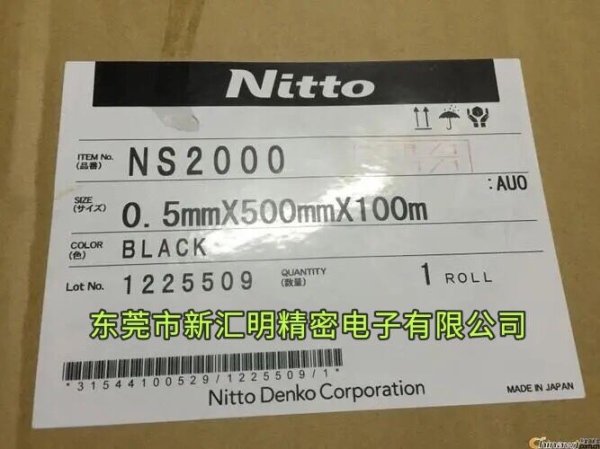 Nitto
ITEM No.
(品番)
NS2000
:AUO
SIZE
(サイズ)
0.5mmX500mmX100m
COLOR
(色)
BLACK
Lot No. 1225509 QUANTITY
(数量)
1 ROLL
东莞市新汇明精密电子有限公司
*31544100529/1225509/1*
Nitto Denko Corporation
MADE IN JAPAN